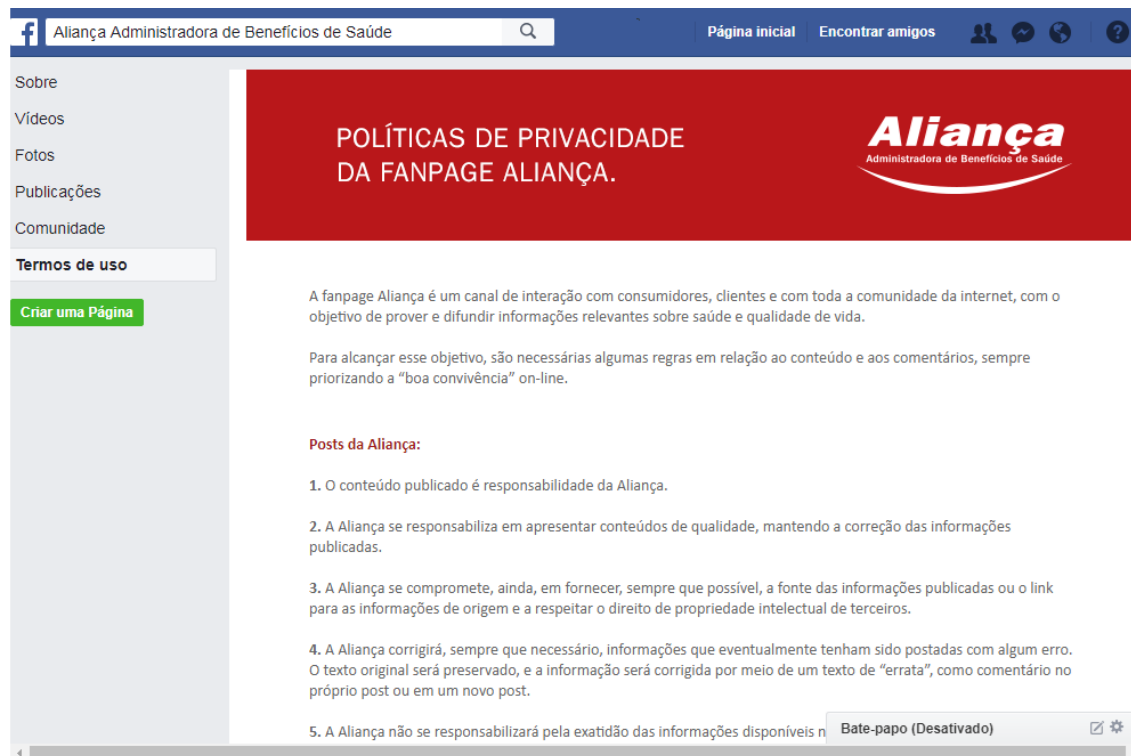 f Aliança Administradora de Benefícios de Saúde
Página inicial Encontrar amigos ?
Sobre
Vídeos
Fotos
Publicações
Comunidade
Termos de uso
Criar uma Página
POLÍTICAS DE PRIVACIDADE
DA FANPAGE ALIANÇA.
Aliança
Administradora de Benefícios de Saúde
A fanpage Aliança é um canal de interação com consumidores, clientes e com toda a comunidade da internet, com o
objetivo de prover e difundir informações relevantes sobre saúde e qualidade de vida.
Para alcançar esse objetivo, são necessárias algumas regras em relação ao conteúdo e aos comentários, sempre
priorizando a “boa convivência” on-line.
Posts da Aliança:
1. O conteúdo publicado é responsabilidade da Aliança.
2. A Aliança se responsabiliza em apresentar conteúdos de qualidade, mantendo a correção das informações
publicadas.
3. A Aliança se compromete, ainda, em fornecer, sempre que possível, a fonte das informações publicadas ou o link
para as informações de origem e a respeitar o direito de propriedade intelectual de terceiros.
4. A Aliança corrigirá, sempre que necessário, informações que eventualmente tenham sido postadas com algum erro.
O texto original será preservado, e a informação será corrigida por meio de um texto de “errata”, como comentário no
próprio post ou em um novo post.
5. A Aliança não se responsabilizará pela exatidão das informações disponíveis n
Bate-papo (Desativado)